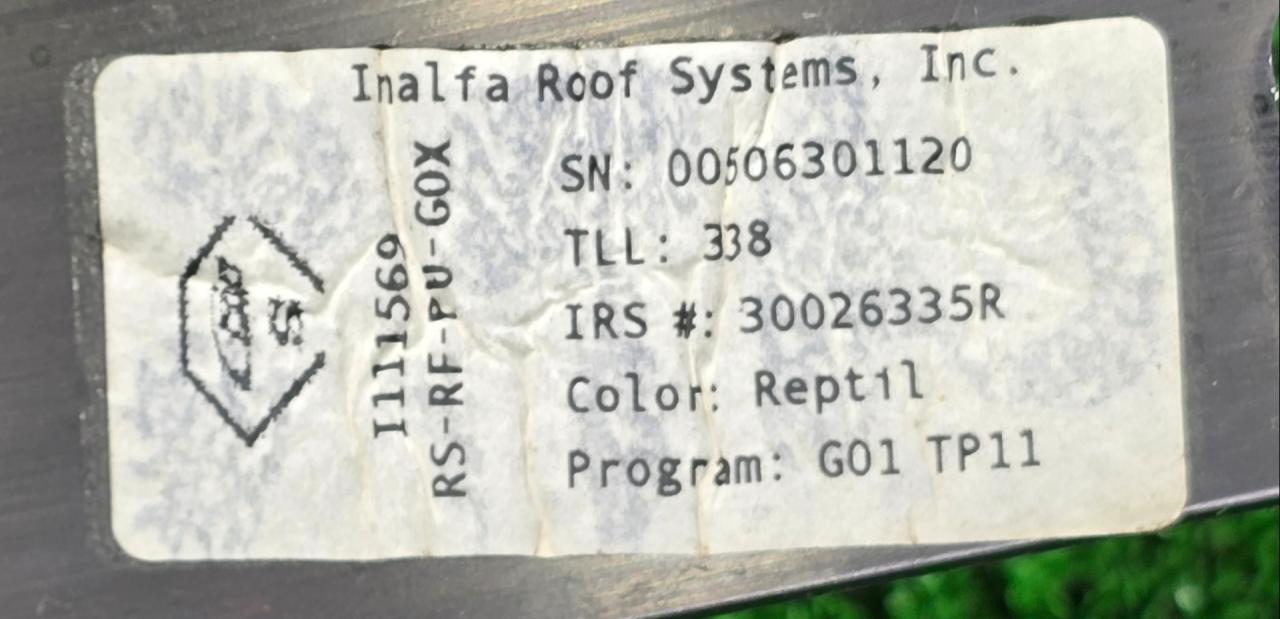 Inalfa Roof Systems, Inc.
SN: 00506301120
TLL: 338
IRS #: 30026335R
Color: Reptil
Program: G01 TP11
I111569
RS-RF-PU-G0X